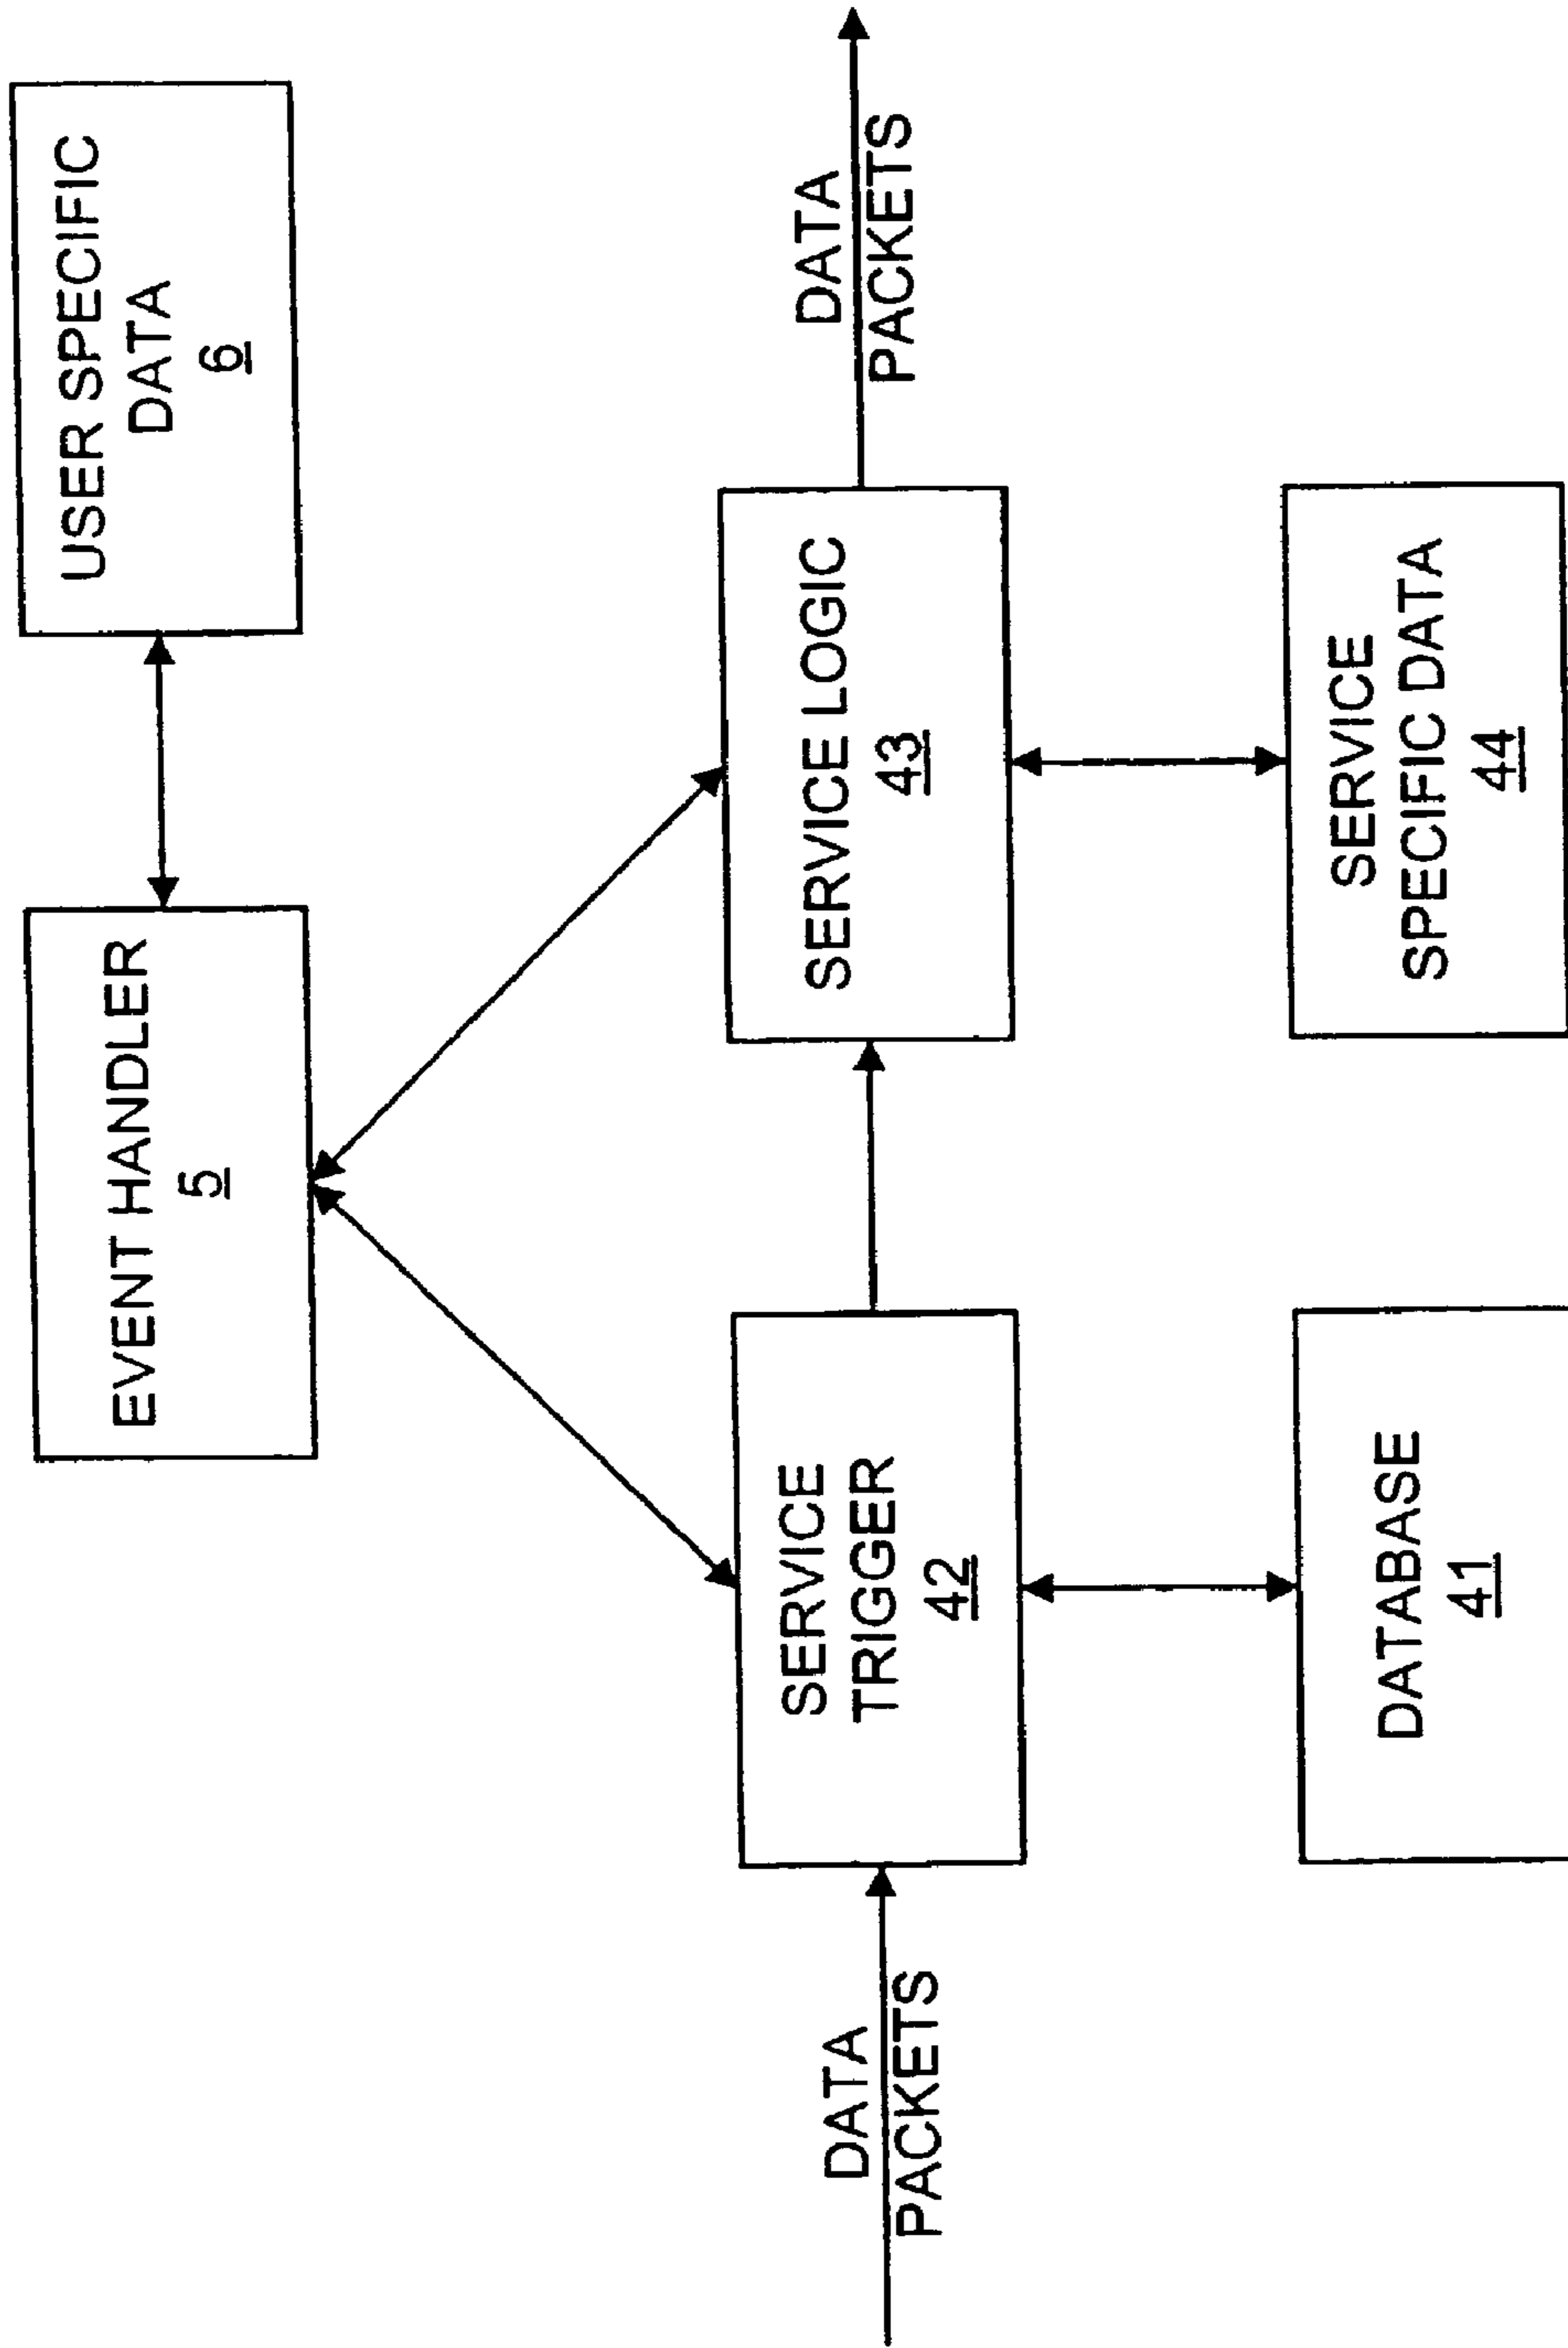 EVENT HANDLER
5
USER SPECIFIC
DATA
6
DATA
PACKETS
SERVICE
TRIGGER
42
SERVICE LOGIC
43
DATA
PACKETS
DATABASE
41
SERVICE
SPECIFIC DATA
44